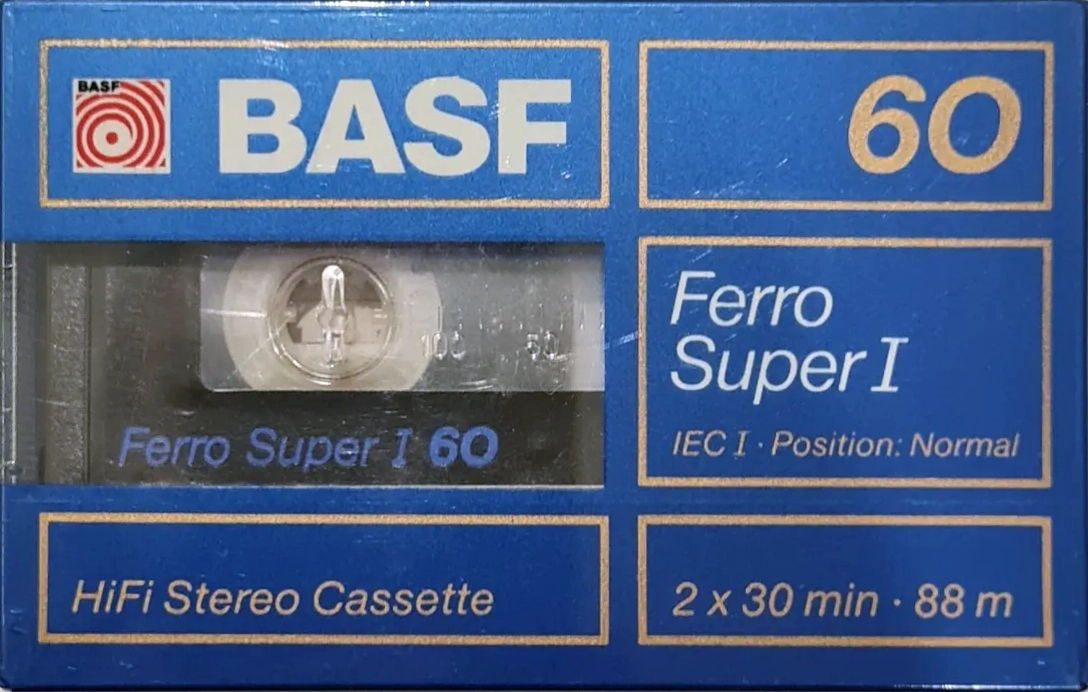 BASF
BASF
60
100 50
Ferro Super I 60
Ferro
Super I
IEC I · Position: Normal
HiFi Stereo Cassette
2 x 30 min · 88 m